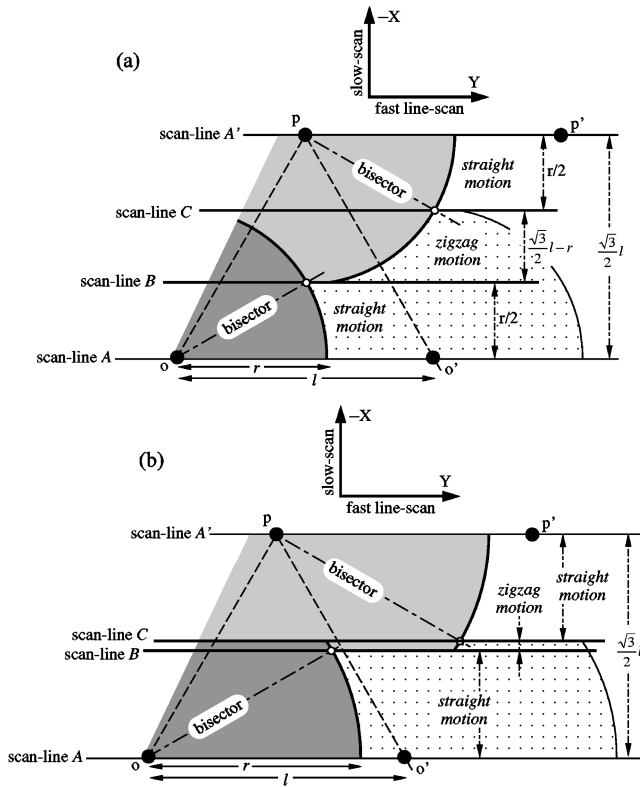 (a)
–X
slow-scan
Y
fast line-scan
p
p'
scan-line A'
bisector
straight
motion
r/2
scan-line C
zigzag
motion
√3/2 l–r
√3/2 l
scan-line B
bisector
straight
motion
r/2
scan-line A
o
o'
r
l
(b)
–X
slow-scan
Y
fast line-scan
p
p'
scan-line A'
bisector
zigzag
motion
straight
motion
scan-line C
scan-line B
√3/2 l
bisector
straight
motion
scan-line A
o
o'
r
l